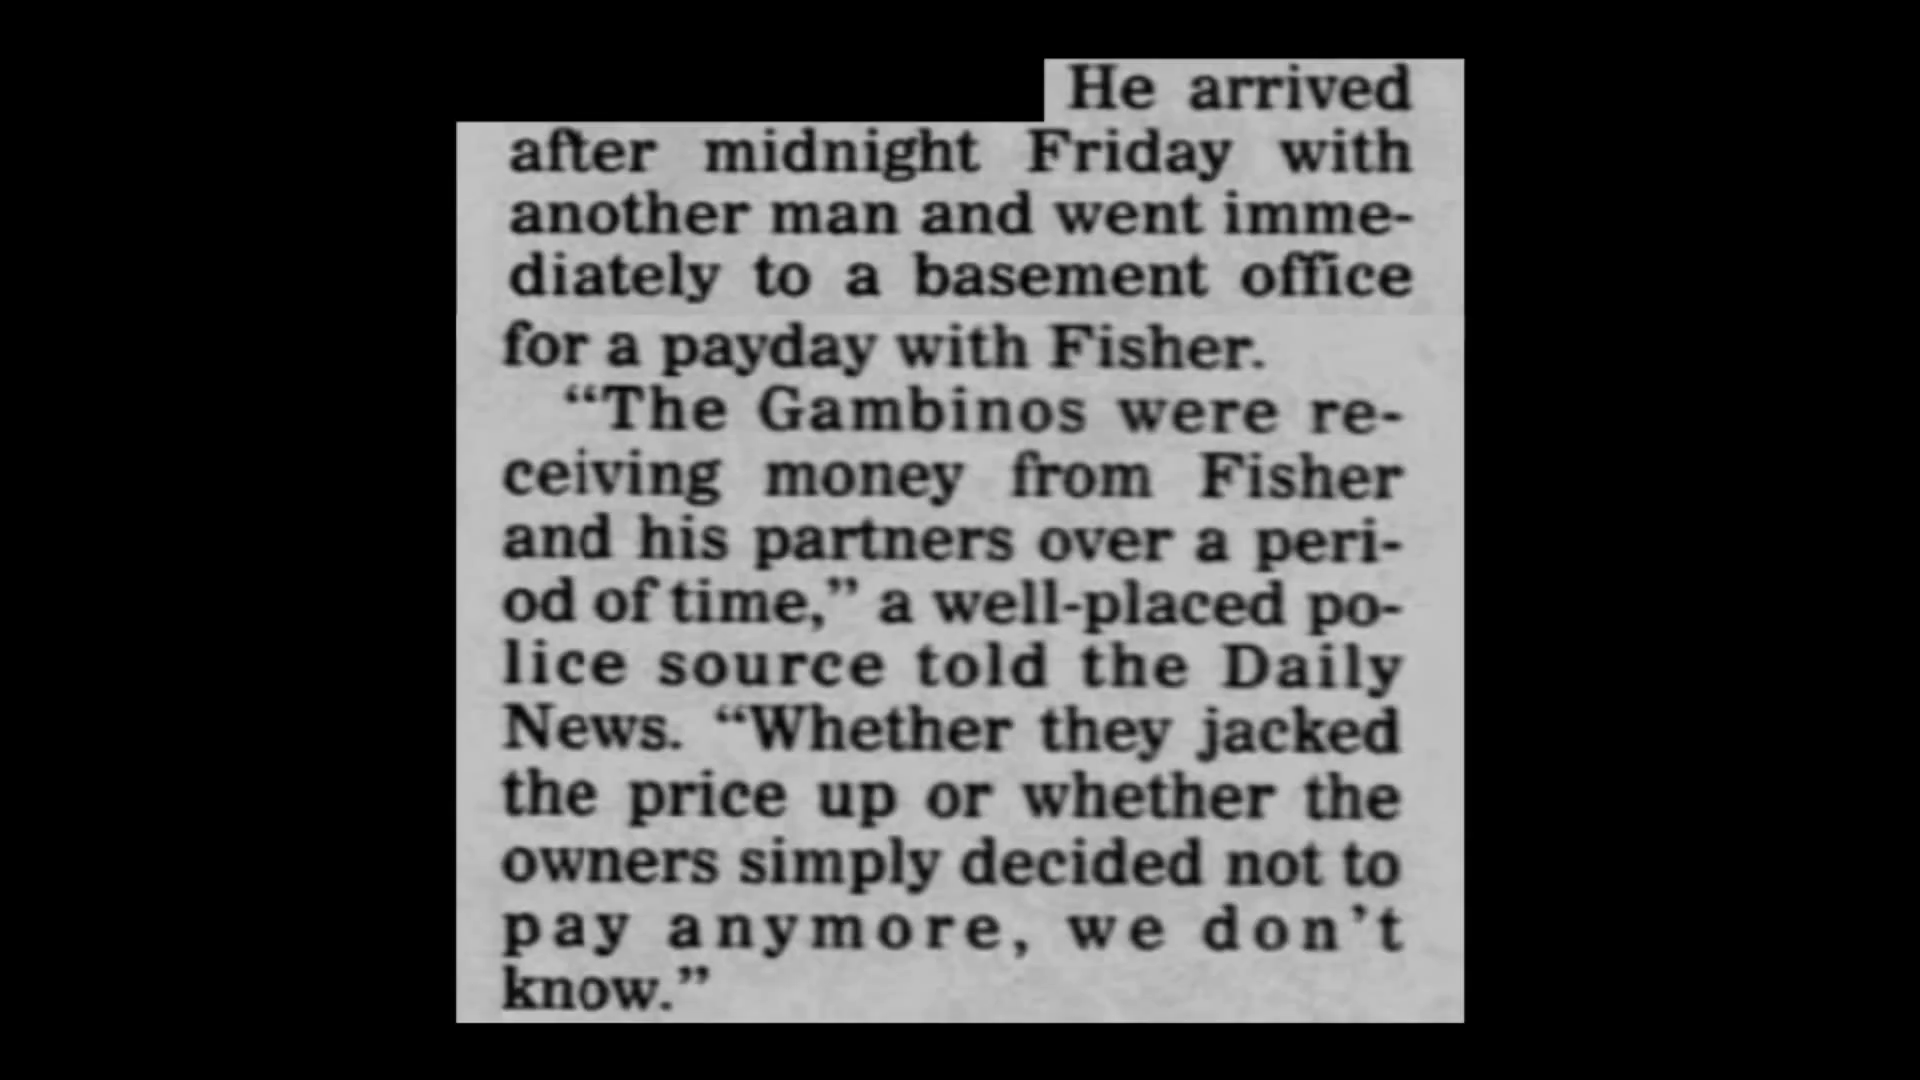 He arrived
after midnight Friday with
another man and went imme-
diately to a basement office
for a payday with Fisher.
“The Gambinos were re-
ceiving money from Fisher
and his partners over a peri-
od of time,” a well-placed po-
lice source told the Daily
News. “Whether they jacked
the price up or whether the
owners simply decided not to
pay anymore, we don’t
know.”